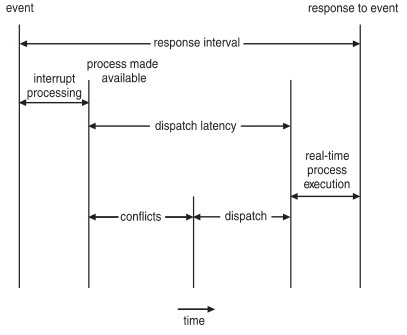 event
response to event
response interval
process made
available
interrupt
processing
dispatch latency
real-time
process
execution
conflicts
dispatch
time